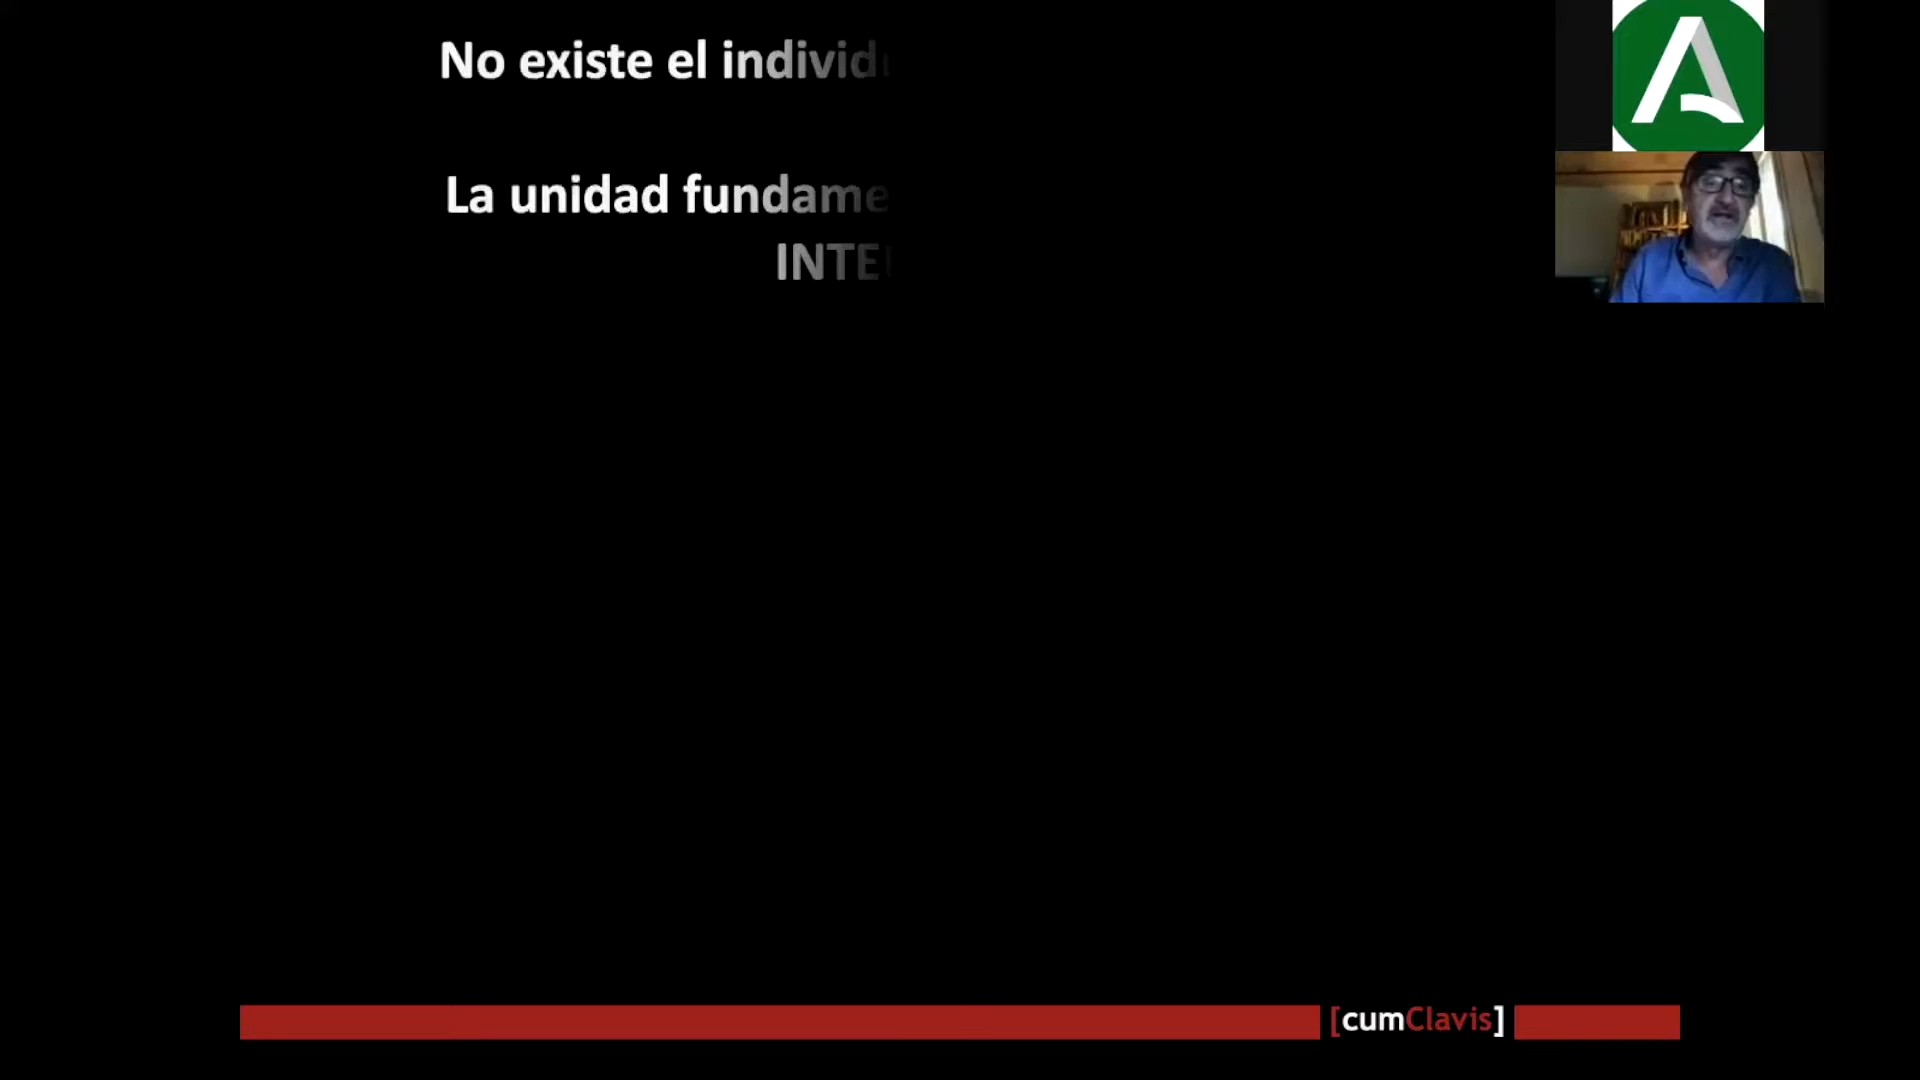 No existe el individ
La unidad fundame
INTE
[cumClavis]